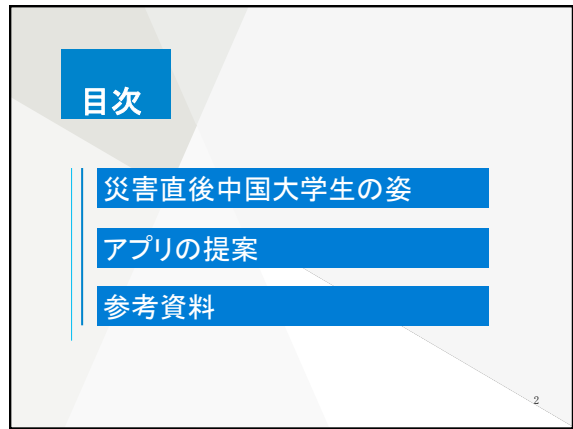 目次
災害直後中国大学生の姿
アプリの提案
参考資料
2